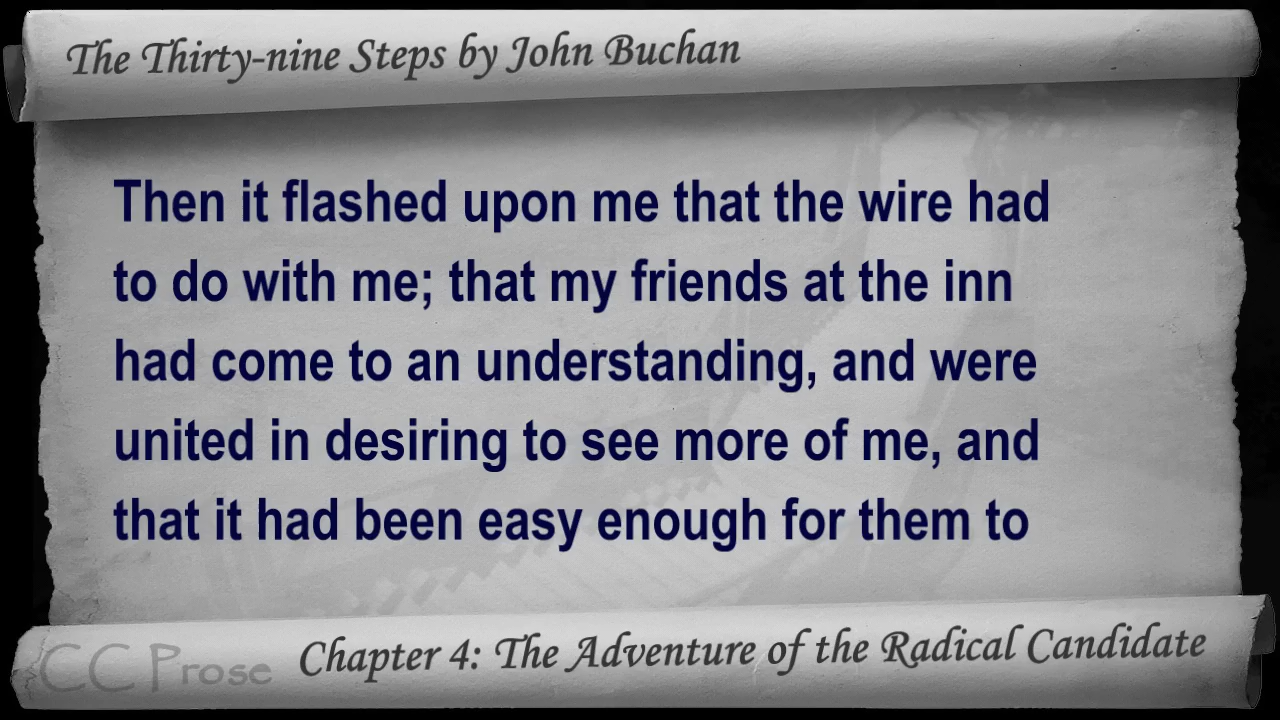 The Thirty-nine Steps by John Buchan
Then it flashed upon me that the wire had
to do with me; that my friends at the inn
had come to an understanding, and were
united in desiring to see more of me, and
that it had been easy enough for them to
CC Prose
Chapter 4: The Adventure of the Radical Candidate